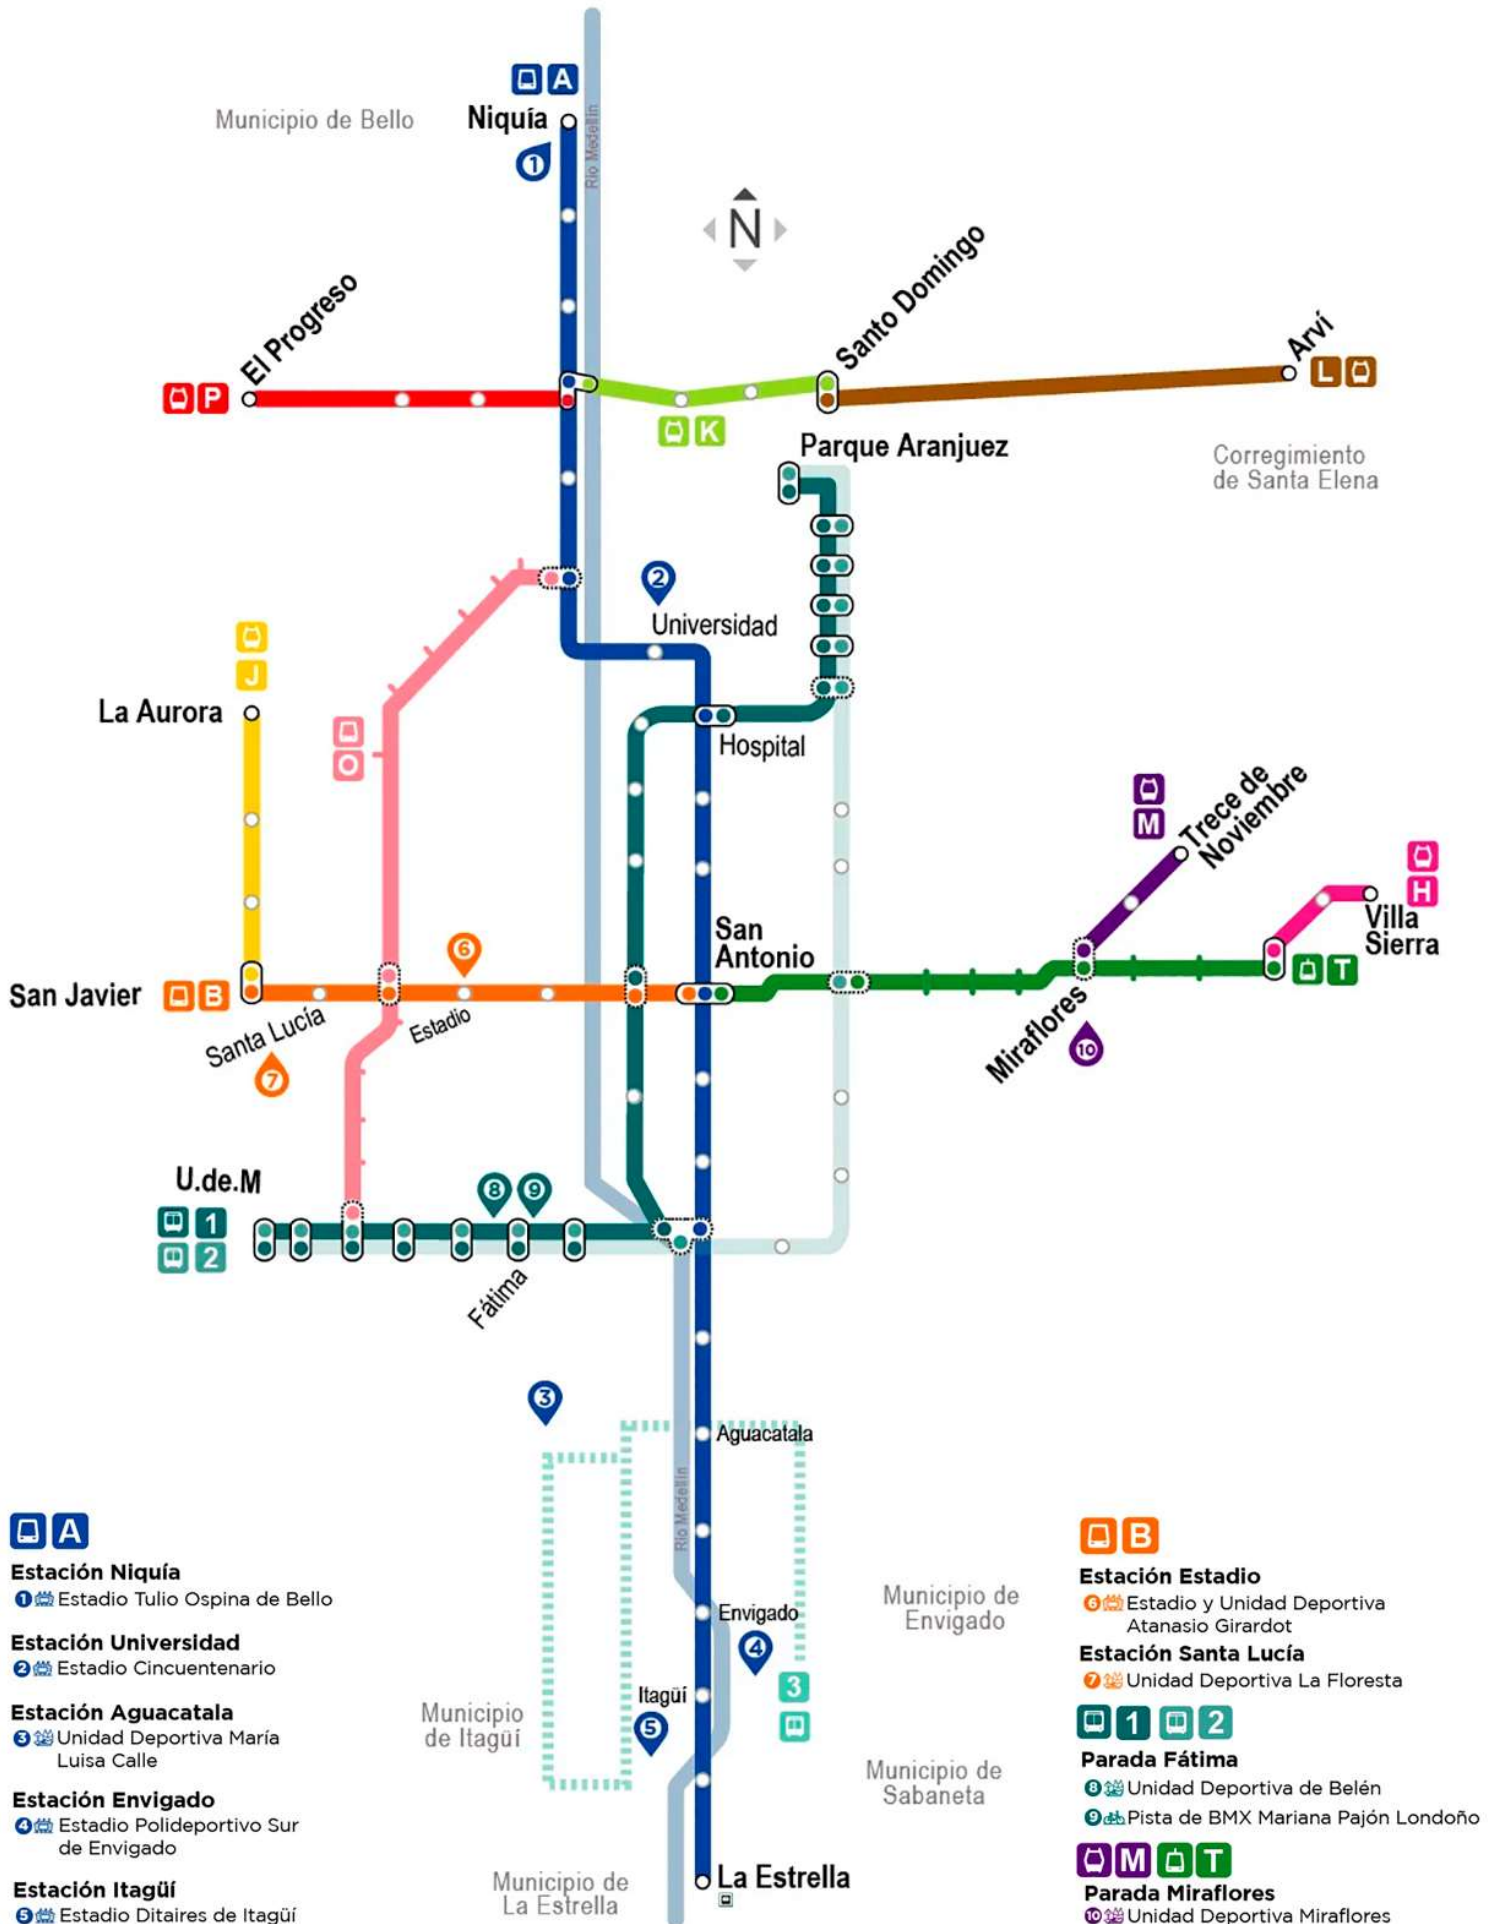 A
Municipio de Bello
Niquía
Río Medellín
1
N
El Progreso
Santo Domingo
Arví
P
L
K
Parque Aranjuez
Corregimiento
de Santa Elena
2
Universidad
J
La Aurora
O
Hospital
M
Trece de
Noviembre
H
Villa
Sierra
San
Antonio
6
San Javier
B
T
Santa Lucía
Estadio
Miraflores
7
10
U.de.M
1
2
8
9
Fátima
3
Aguacatala
Río Medellín
Envigado
4
Municipio de
Envigado
Itagüí
5
3
Municipio
de Itagüí
Municipio de
Sabaneta
La Estrella
Municipio de
La Estrella
A
Estación Niquía
1 Estadio Tulio Ospina de Bello
Estación Universidad
2 Estadio Cincuentenario
Estación Aguacatala
3 Unidad Deportiva María
Luisa Calle
Estación Envigado
4 Estadio Polideportivo Sur
de Envigado
Estación Itagüí
5 Estadio Ditaires de Itagüí
B
Estación Estadio
6 Estadio y Unidad Deportiva
Atanasio Girardot
Estación Santa Lucía
7 Unidad Deportiva La Floresta
1 2
Parada Fátima
8 Unidad Deportiva de Belén
9 Pista de BMX Mariana Pajón Londoño
M T
Parada Miraflores
10 Unidad Deportiva Miraflores